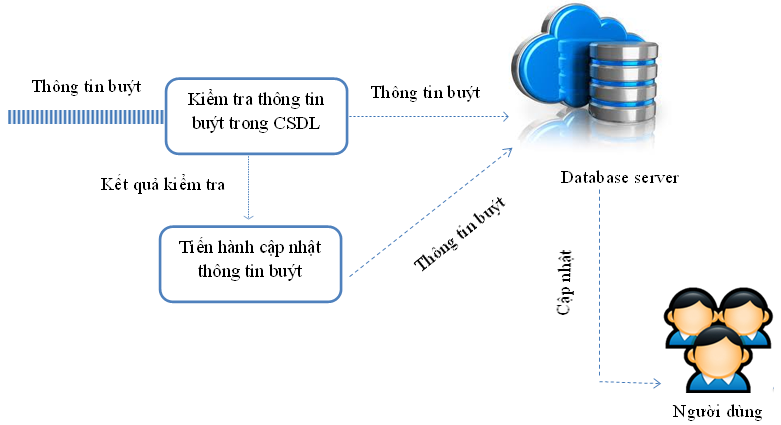 Thông tin buýt
Kiểm tra thông tin
buýt trong CSDL
Thông tin buýt
Kết quả kiểm tra
Tiến hành cập nhật
thông tin buýt
Thông tin buýt
Database server
Cập nhật
Người dùng